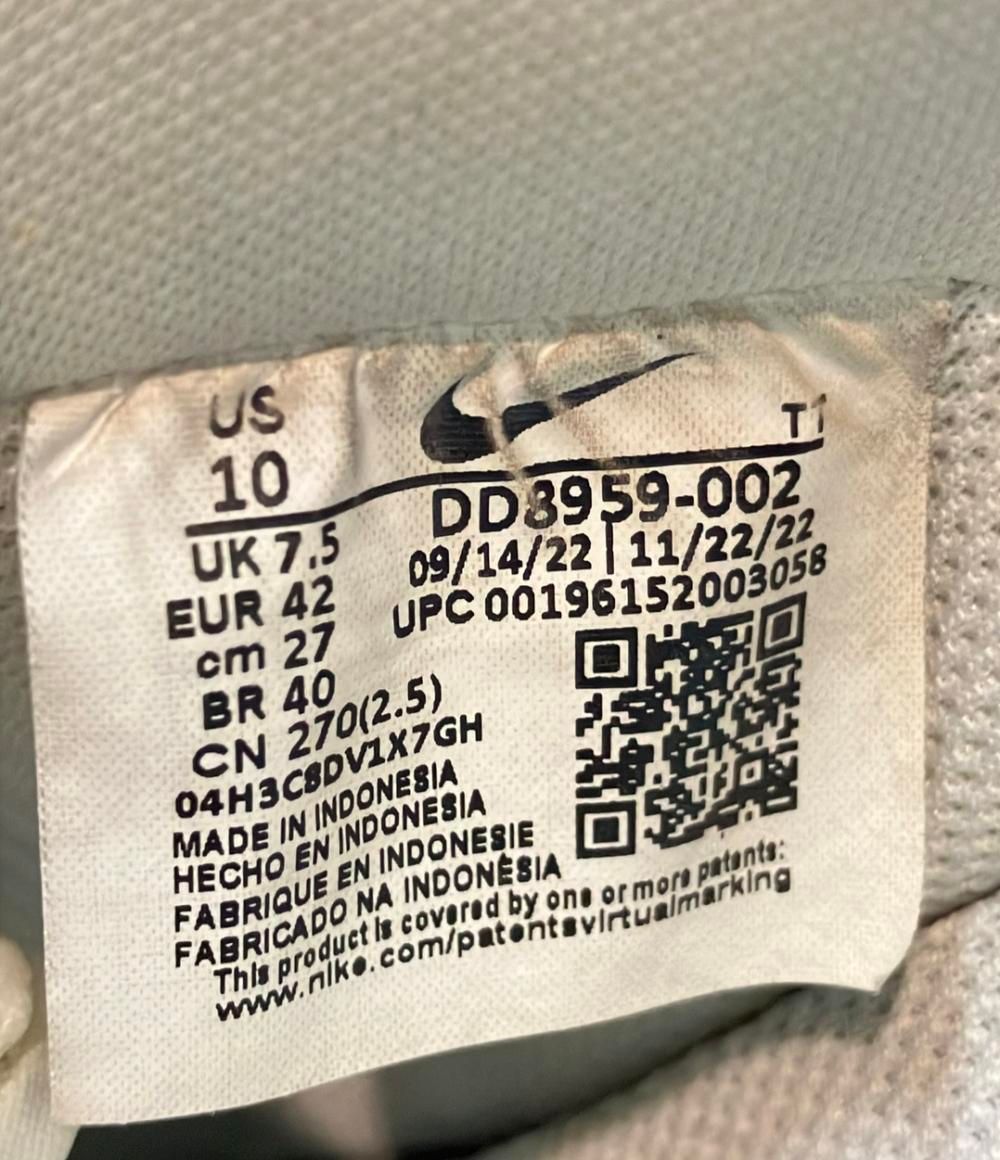 US
10
T1
DD8959-002
UK 7.5
09/14/22 | 11/22/22
EUR 42
UPC 00196152003058
cm 27
BR 40
CN 270(2.5)
04H3C8DV1X7GH
MADE IN INDONESIA
HECHO EN INDONESIA
FABRIQUE EN INDONESIE
FABRICADO NA INDONÉSIA
This product is covered by one or more patents:
www.nike.com/patentsvirtualmarking